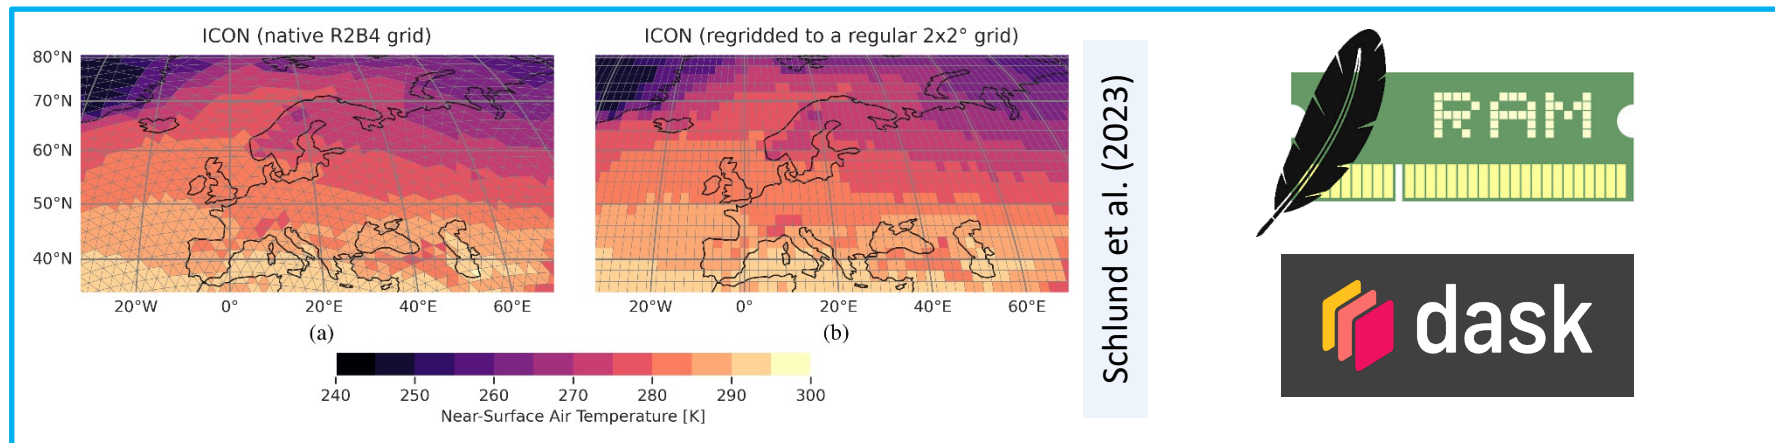 ICON (native R2B4 grid)
80°N
70°N
60°N
50°N
40°N
20°W 0° 20°E 40°E 60°E
(a)
ICON (regridded to a regular 2x2° grid)
20°W 0° 20°E 40°E 60°E
(b)
240 250 260 270 280 290 300
Near-Surface Air Temperature [K]
Schlund et al. (2023)
RAM
dask